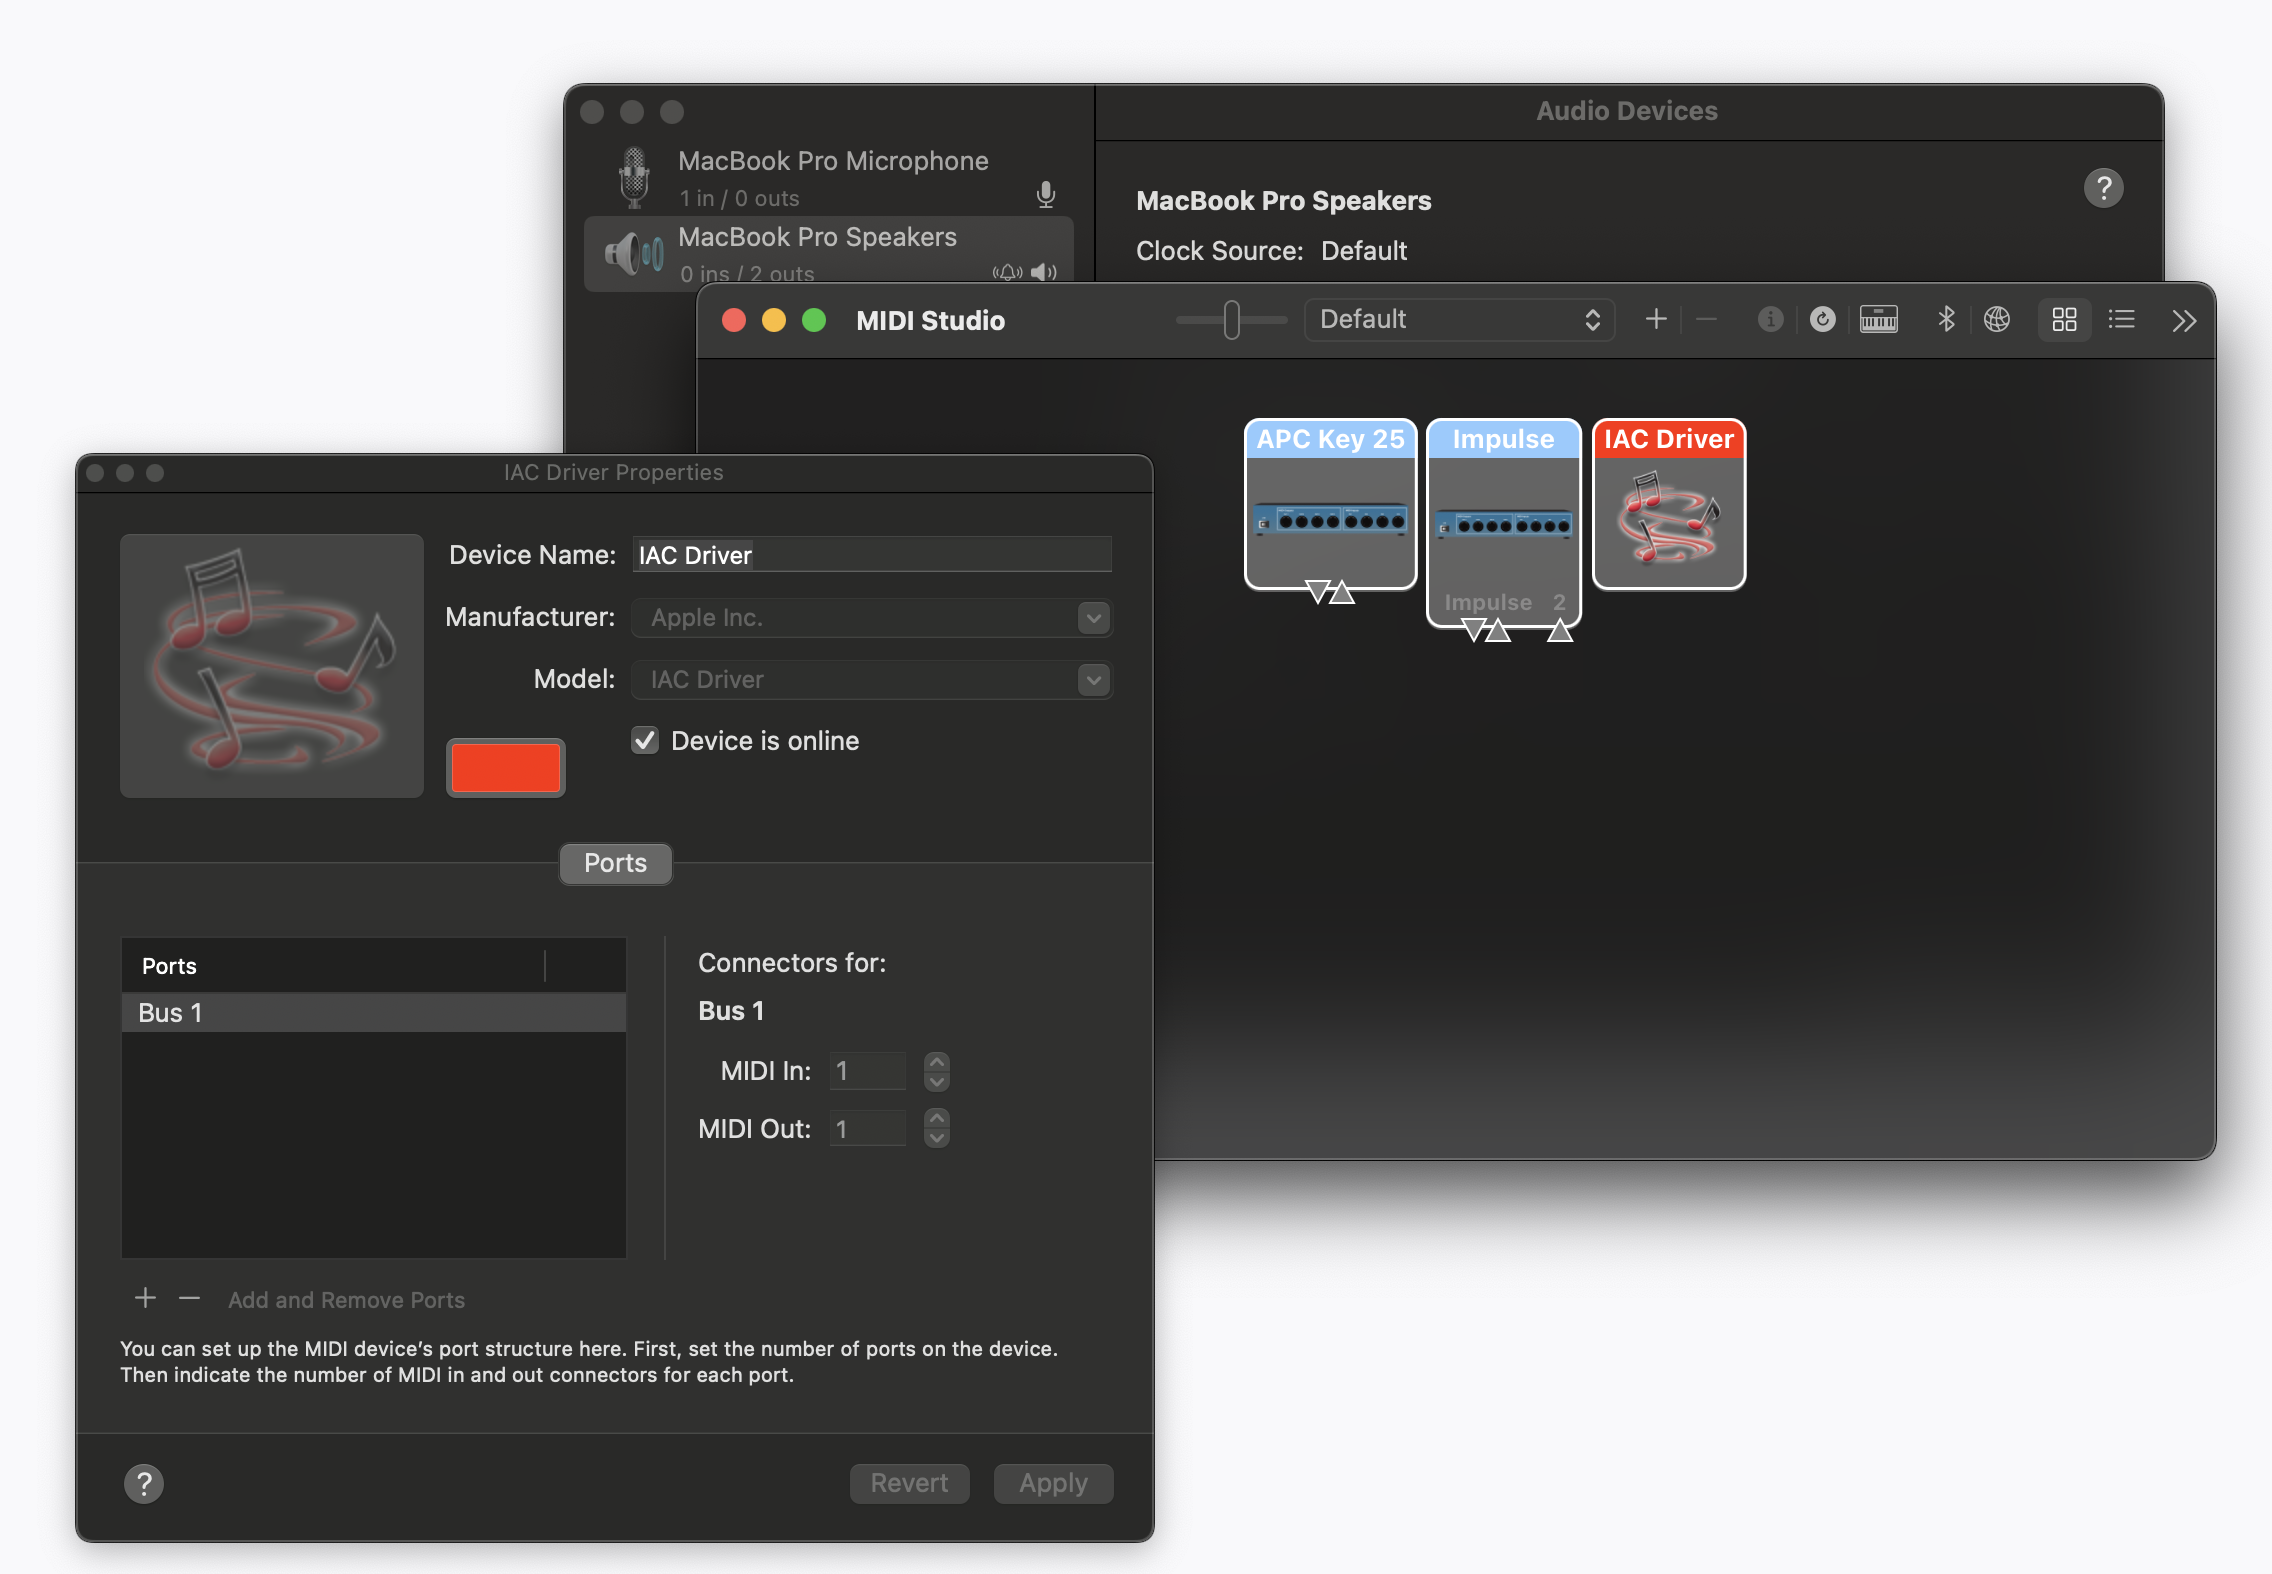 Audio Devices
MacBook Pro Microphone
1 in / 0 outs
MacBook Pro Speakers
0 ins / 2 outs
MacBook Pro Speakers
Clock Source: Default
?
MIDI Studio
Default
APC Key 25
Impulse
IAC Driver
Impulse 2
IAC Driver Properties
Device Name: IAC Driver
Manufacturer: Apple Inc.
Model: IAC Driver
Device is online
Ports
Ports
Bus 1
Connectors for:
Bus 1
MIDI In: 1
MIDI Out: 1
+ − Add and Remove Ports
You can set up the MIDI device’s port structure here. First, set the number of ports on the device.
Then indicate the number of MIDI in and out connectors for each port.
?
Revert
Apply